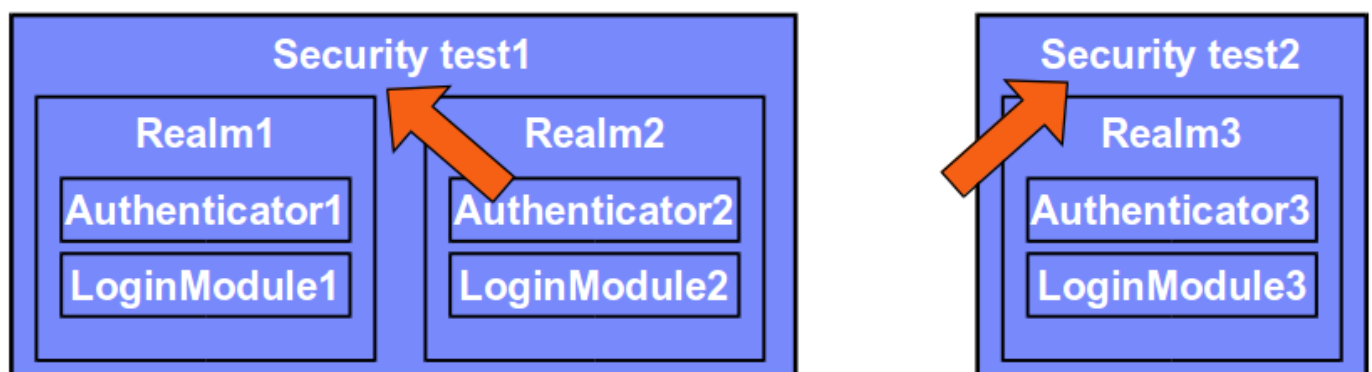 Security test1
Realm1
Authenticator1
LoginModule1
Realm2
Authenticator2
LoginModule2
Security test2
Realm3
Authenticator3
LoginModule3